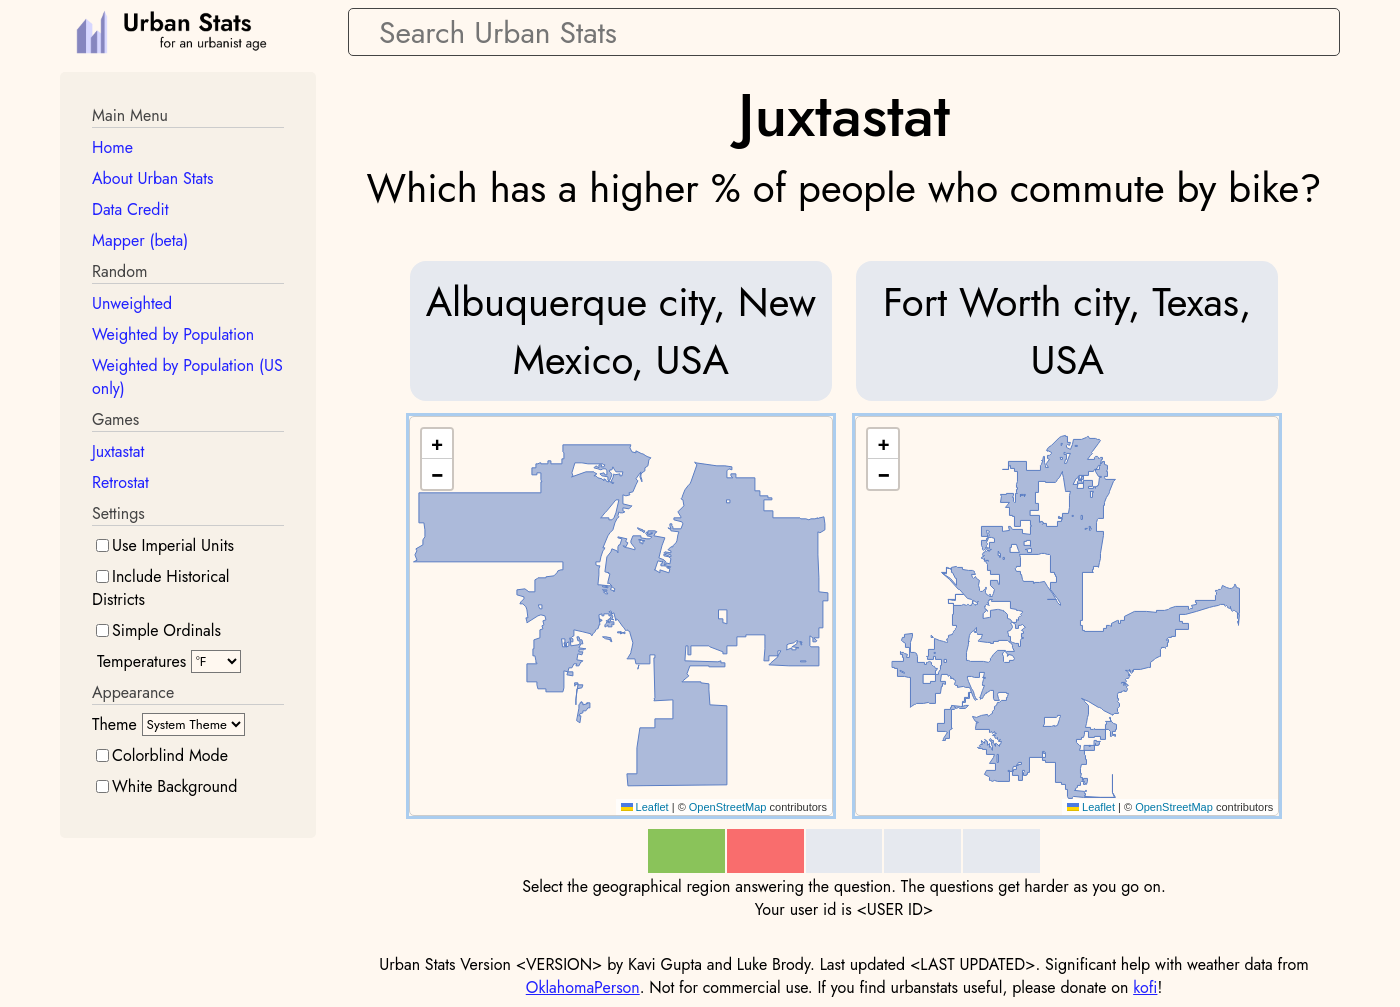 Urban Stats
for an urbanist age
Search Urban Stats
Main Menu
Home
About Urban Stats
Data Credit
Mapper (beta)
Random
Unweighted
Weighted by Population
Weighted by Population (US
only)
Games
Juxtastat
Retrostat
Settings
Use Imperial Units
Include Historical
Districts
Simple Ordinals
Temperatures °F
Appearance
Theme System Theme
Colorblind Mode
White Background
Juxtastat
Which has a higher % of people who commute by bike?
Albuquerque city, New
Mexico, USA
Fort Worth city, Texas,
USA
+
−
Leaflet | © OpenStreetMap contributors
+
−
Leaflet | © OpenStreetMap contributors
Select the geographical region answering the question. The questions get harder as you go on.
Your user id is <USER ID>
Urban Stats Version <VERSION> by Kavi Gupta and Luke Brody. Last updated <LAST UPDATED>. Significant help with weather data from
OklahomaPerson. Not for commercial use. If you find urbanstats useful, please donate on kofi!